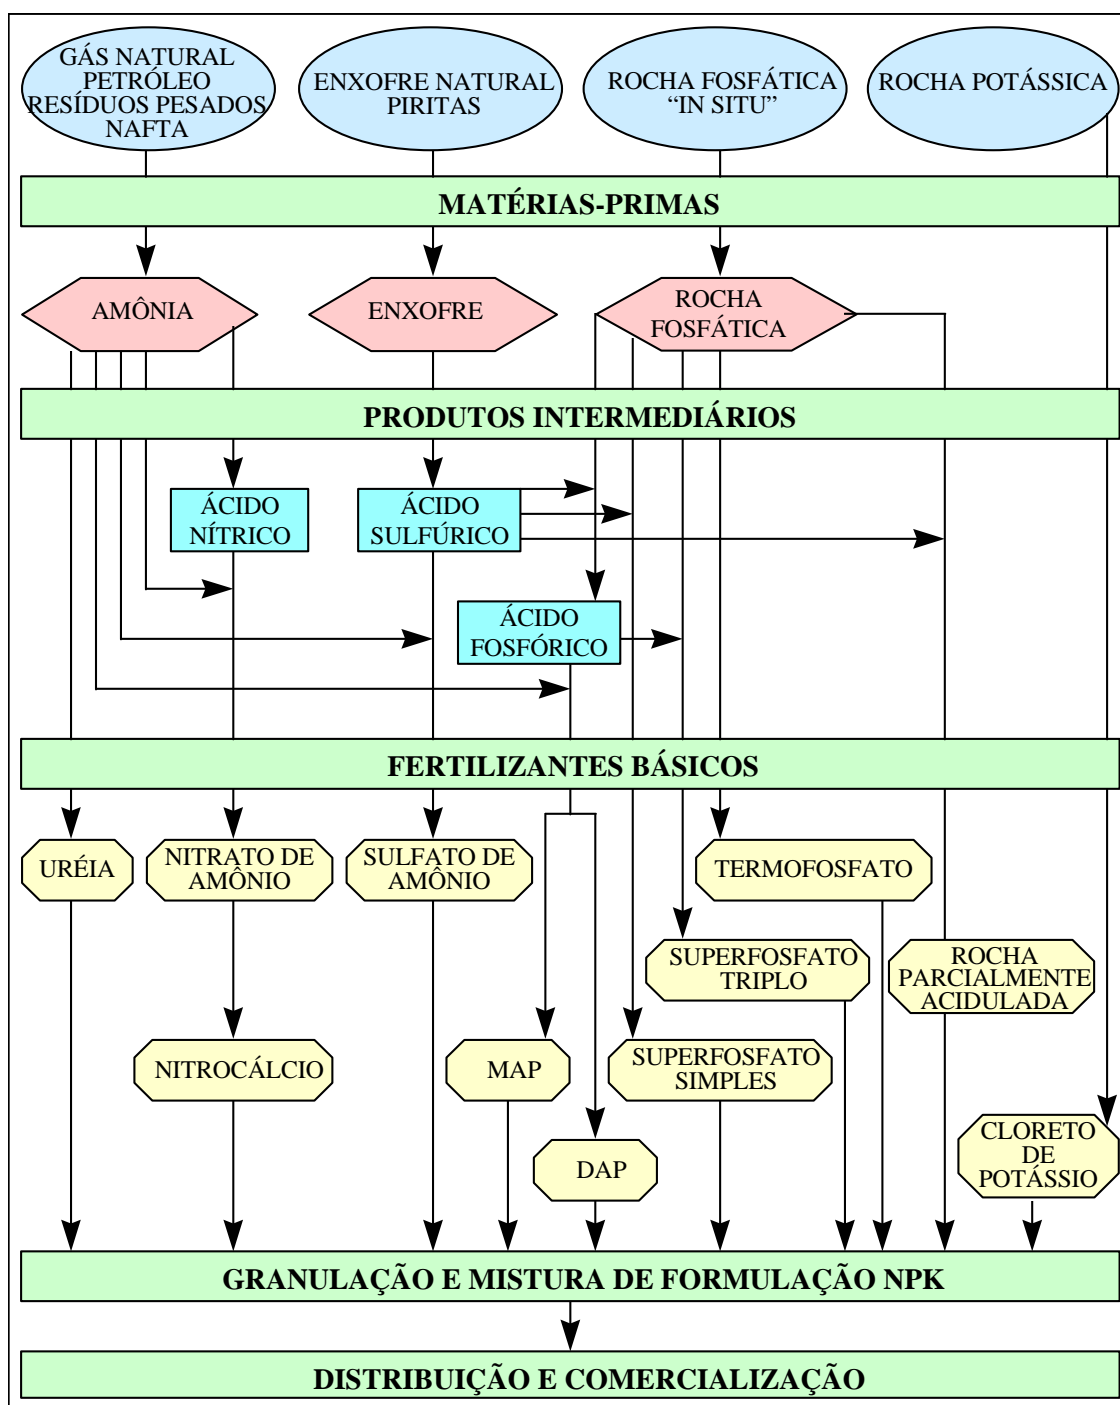 GÁS NATURAL
PETRÓLEO
RESÍDUOS PESADOS
NAFTA
ENXOFRE NATURAL
PIRITAS
ROCHA FOSFÁTICA
“IN SITU”
ROCHA POTÁSSICA
MATÉRIAS-PRIMAS
AMÔNIA
ENXOFRE
ROCHA
FOSFÁTICA
PRODUTOS INTERMEDIÁRIOS
ÁCIDO
NÍTRICO
ÁCIDO
SULFÚRICO
ÁCIDO
FOSFÓRICO
FERTILIZANTES BÁSICOS
URÉIA
NITRATO DE
AMÔNIO
SULFATO DE
AMÔNIO
TERMOFOSFATO
SUPERFOSFATO
TRIPLO
ROCHA
PARCIALMENTE
ACIDULADA
NITROCÁLCIO
MAP
SUPERFOSFATO
SIMPLES
DAP
CLORETO
DE
POTÁSSIO
GRANULAÇÃO E MISTURA DE FORMULAÇÃO NPK
DISTRIBUIÇÃO E COMERCIALIZAÇÃO